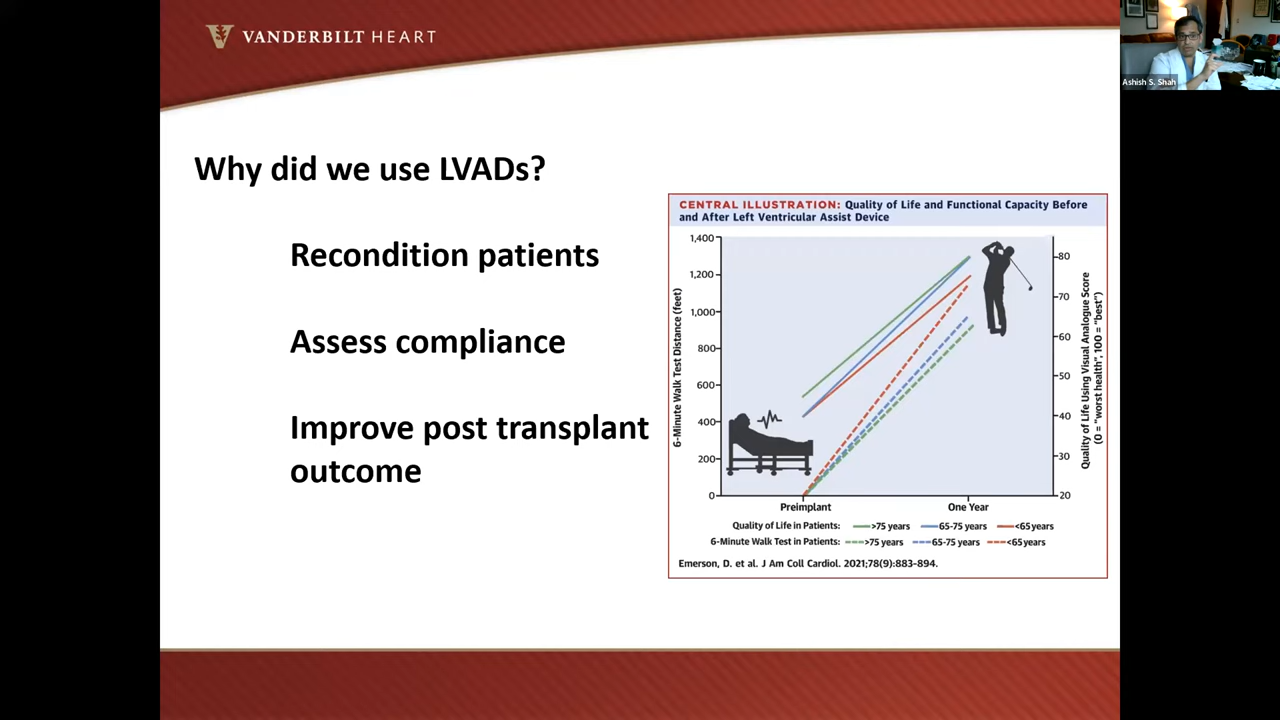 VANDERBILT HEART
Ashish S. Shah
Why did we use LVADs?
Recondition patients
Assess compliance
Improve post transplant
outcome
CENTRAL ILLUSTRATION: Quality of Life and Functional Capacity Before
and After Left Ventricular Assist Device
6-Minute Walk Test Distance (feet)
1,400
1,200
1,000
800
600
400
200
0
80
70
60
50
40
30
20
Quality of Life Using Visual Analogue Score
(0 = "worst health", 100 = "best")
Preimplant One Year
Quality of Life in Patients: >75 years 65-75 years <65 years
6-Minute Walk Test in Patients: >75 years 65-75 years <65 years
Emerson, D. et al. J Am Coll Cardiol. 2021;78(9):883-894.